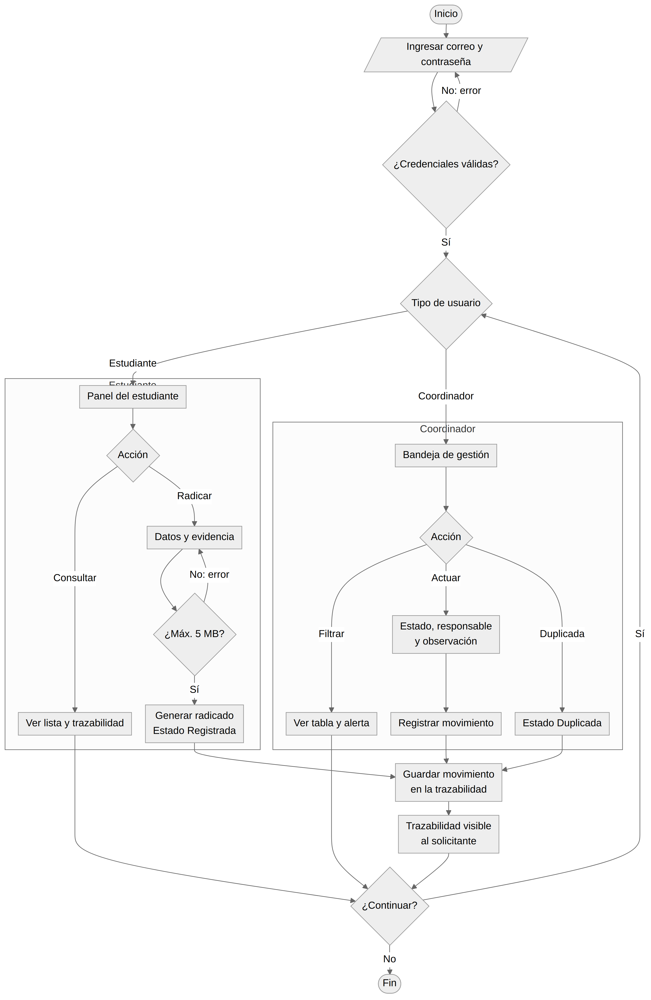 Inicio
Ingresar correo y
contraseña
No: error
¿Credenciales válidas?
Sí
Tipo de usuario
Estudiante
Estudiante
Panel del estudiante
Coordinador
Coordinador
Acción
Bandeja de gestión
Radicar
Datos y evidencia
Acción
Consultar
No: error
Actuar
¿Máx. 5 MB?
Filtrar
Estado, responsable
y observación
Duplicada
Sí
Sí
Ver lista y trazabilidad
Generar radicado
Estado Registrada
Ver tabla y alerta
Registrar movimiento
Estado Duplicada
Guardar movimiento
en la trazabilidad
Trazabilidad visible
al solicitante
¿Continuar?
No
Fin